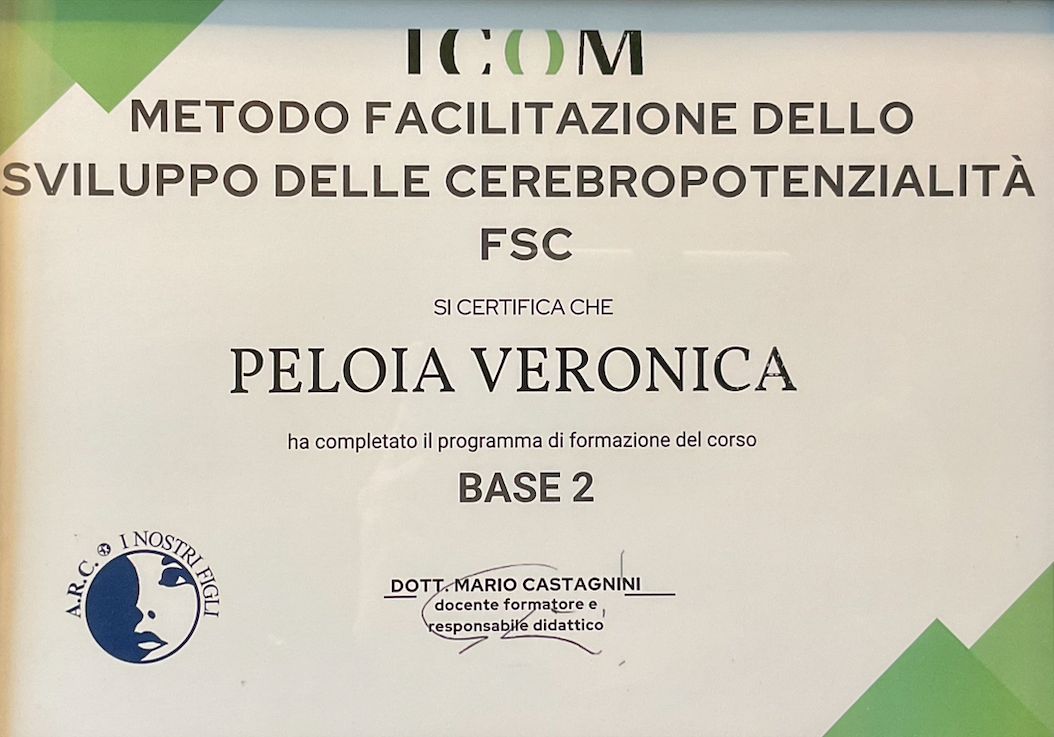 ICOM
METODO FACILITAZIONE DELLO
SVILUPPO DELLE CEREBROPOTENZIALITÀ
FSC
SI CERTIFICA CHE
PELOIA VERONICA
ha completato il programma di formazione del corso
BASE 2
A.R.C. I NOSTRI FIGLI
DOTT. MARIO CASTAGNINI
docente formatore e
responsabile didattico